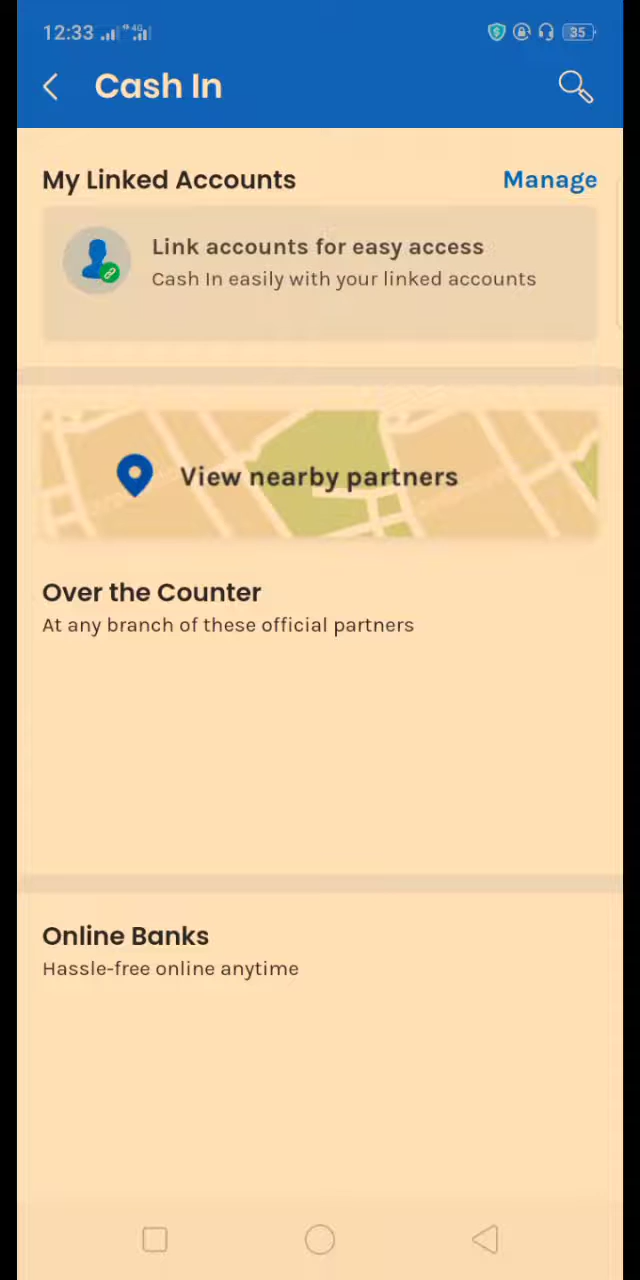 12:33
4G
35
Cash In
My Linked Accounts
Manage
Link accounts for easy access
Cash In easily with your linked accounts
View nearby partners
Over the Counter
At any branch of these official partners
Online Banks
Hassle-free online anytime